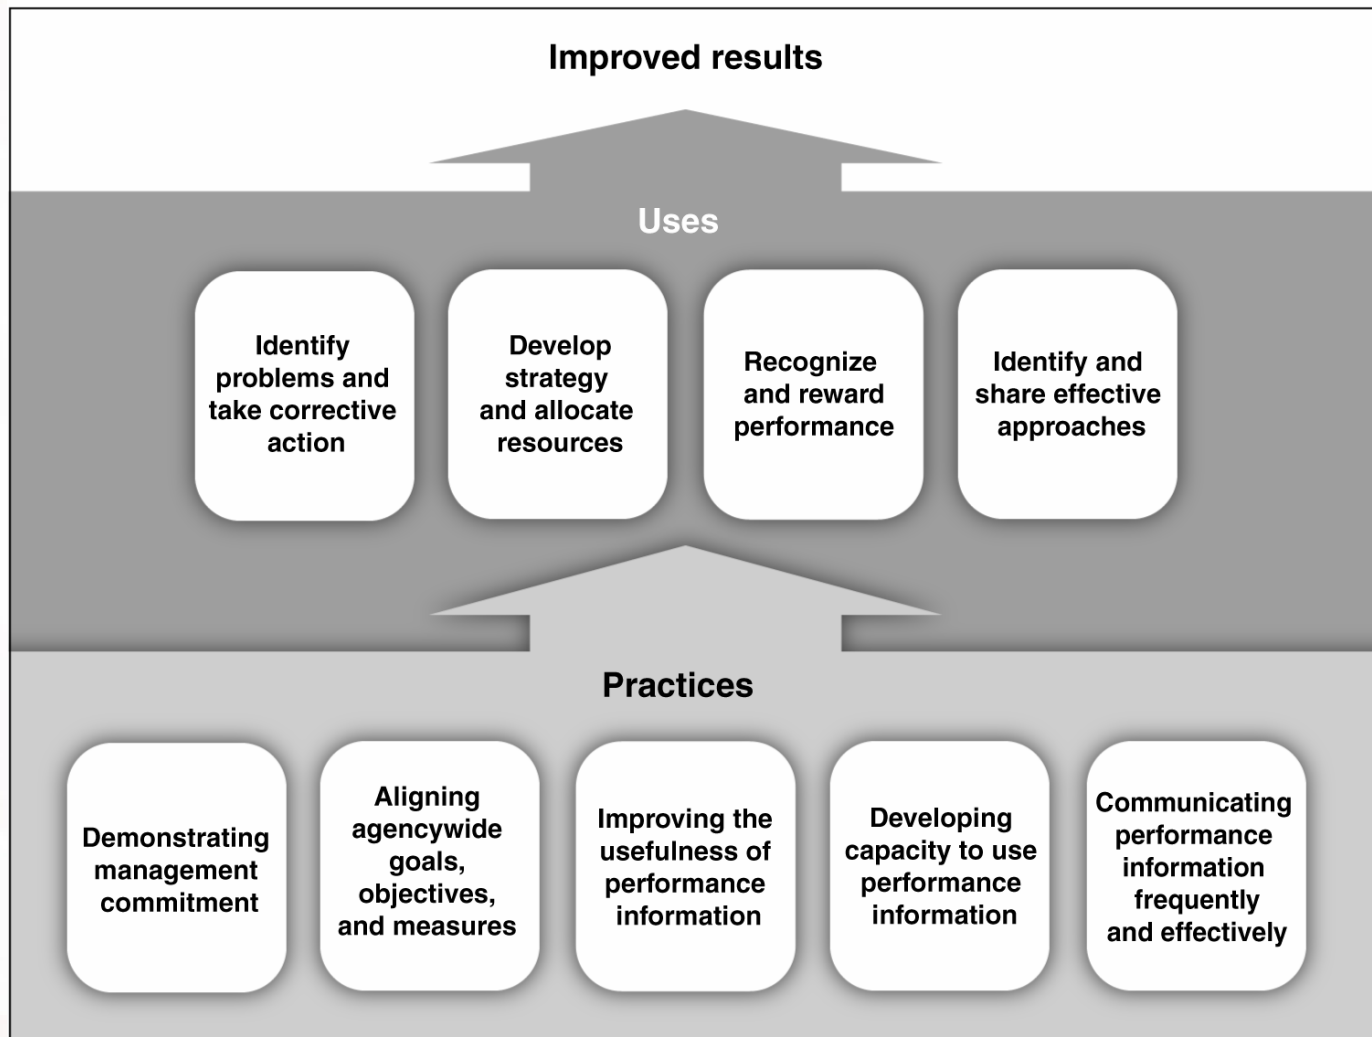 Improved results
Uses
Identify
problems and
take corrective
action
Develop
strategy
and allocate
resources
Recognize
and reward
performance
Identify and
share effective
approaches
Practices
Demonstrating
management
commitment
Aligning
agencywide
goals,
objectives,
and measures
Improving the
usefulness of
performance
information
Developing
capacity to use
performance
information
Communicating
performance
information
frequently
and effectively